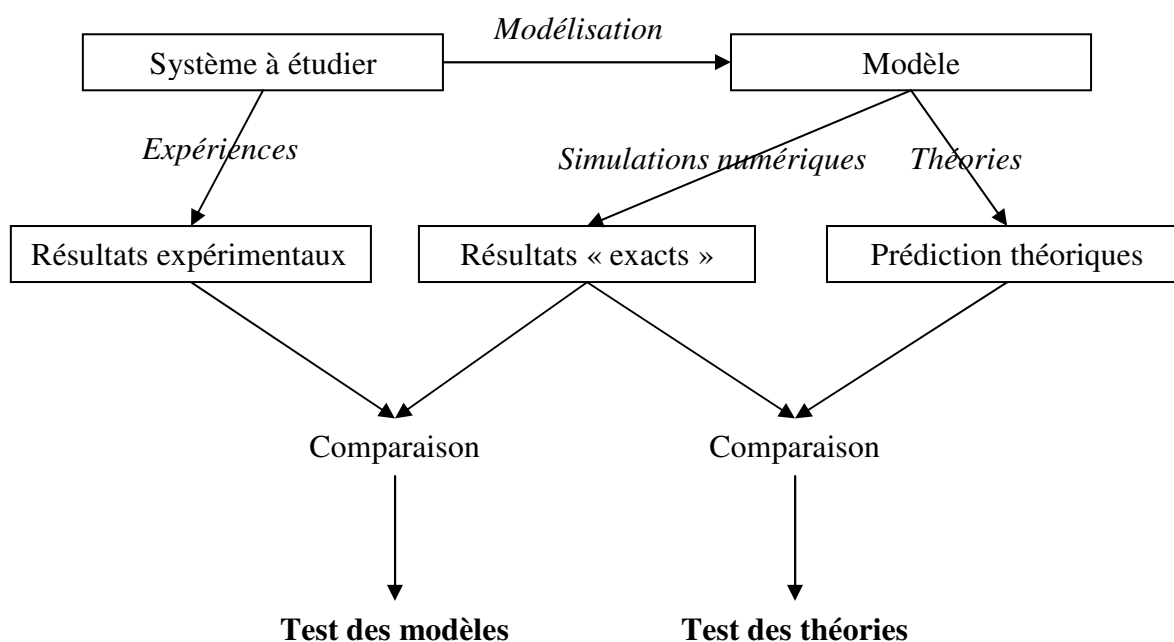 Modélisation
Système à étudier
Modèle
Expériences
Simulations numériques
Théories
Résultats expérimentaux
Résultats « exacts »
Prédiction théoriques
Comparaison
Comparaison
Test des modèles
Test des théories